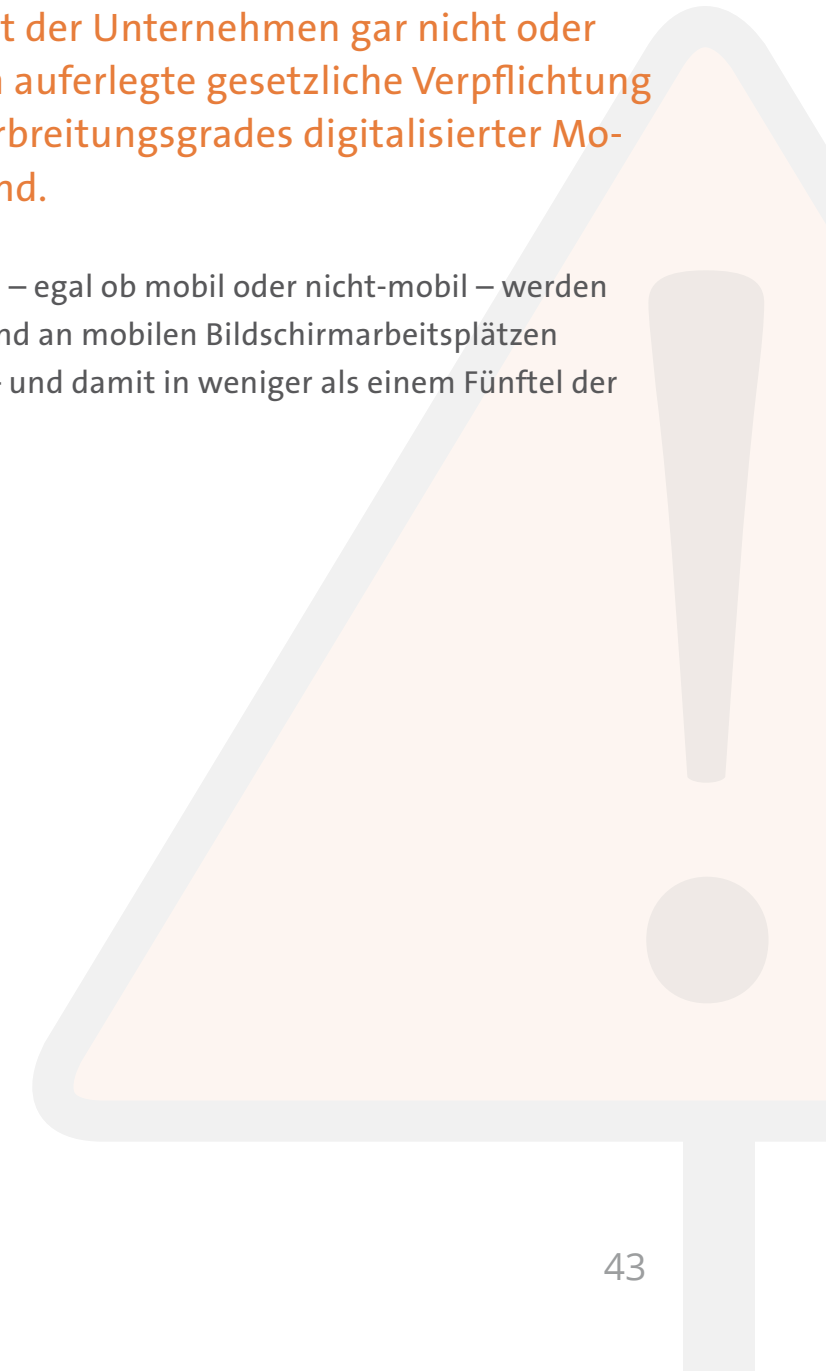 t der Unternehmen gar nicht oder
auferlegte gesetzliche Verpflichtung
rbreitungsgrades digitalisierter Mo-
nd.
– egal ob mobil oder nicht-mobil – werden
nd an mobilen Bildschirmarbeitsplätzen
– und damit in weniger als einem Fünftel der
43